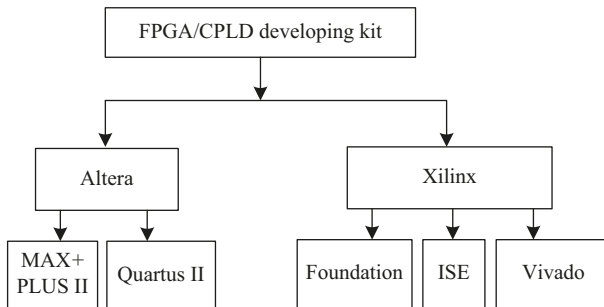 FPGA/CPLD developing kit
Altera
Xilinx
MAX+
PLUS II
Quartus II
Foundation
ISE
Vivado